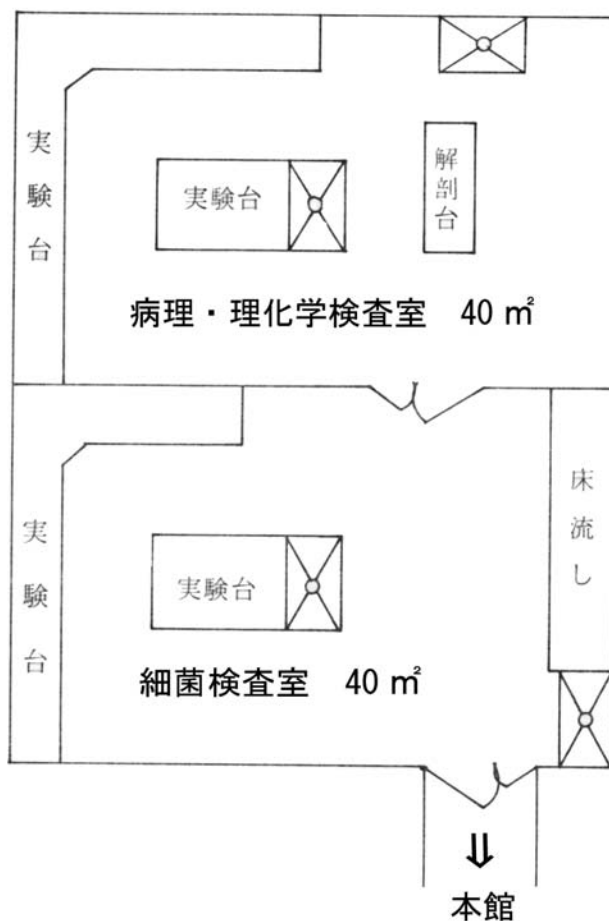 実験台
実験台
解剖台
病理・理化学検査室 40 ㎡
実験台
実験台
床流し
細菌検査室 40 ㎡
⇓
本館